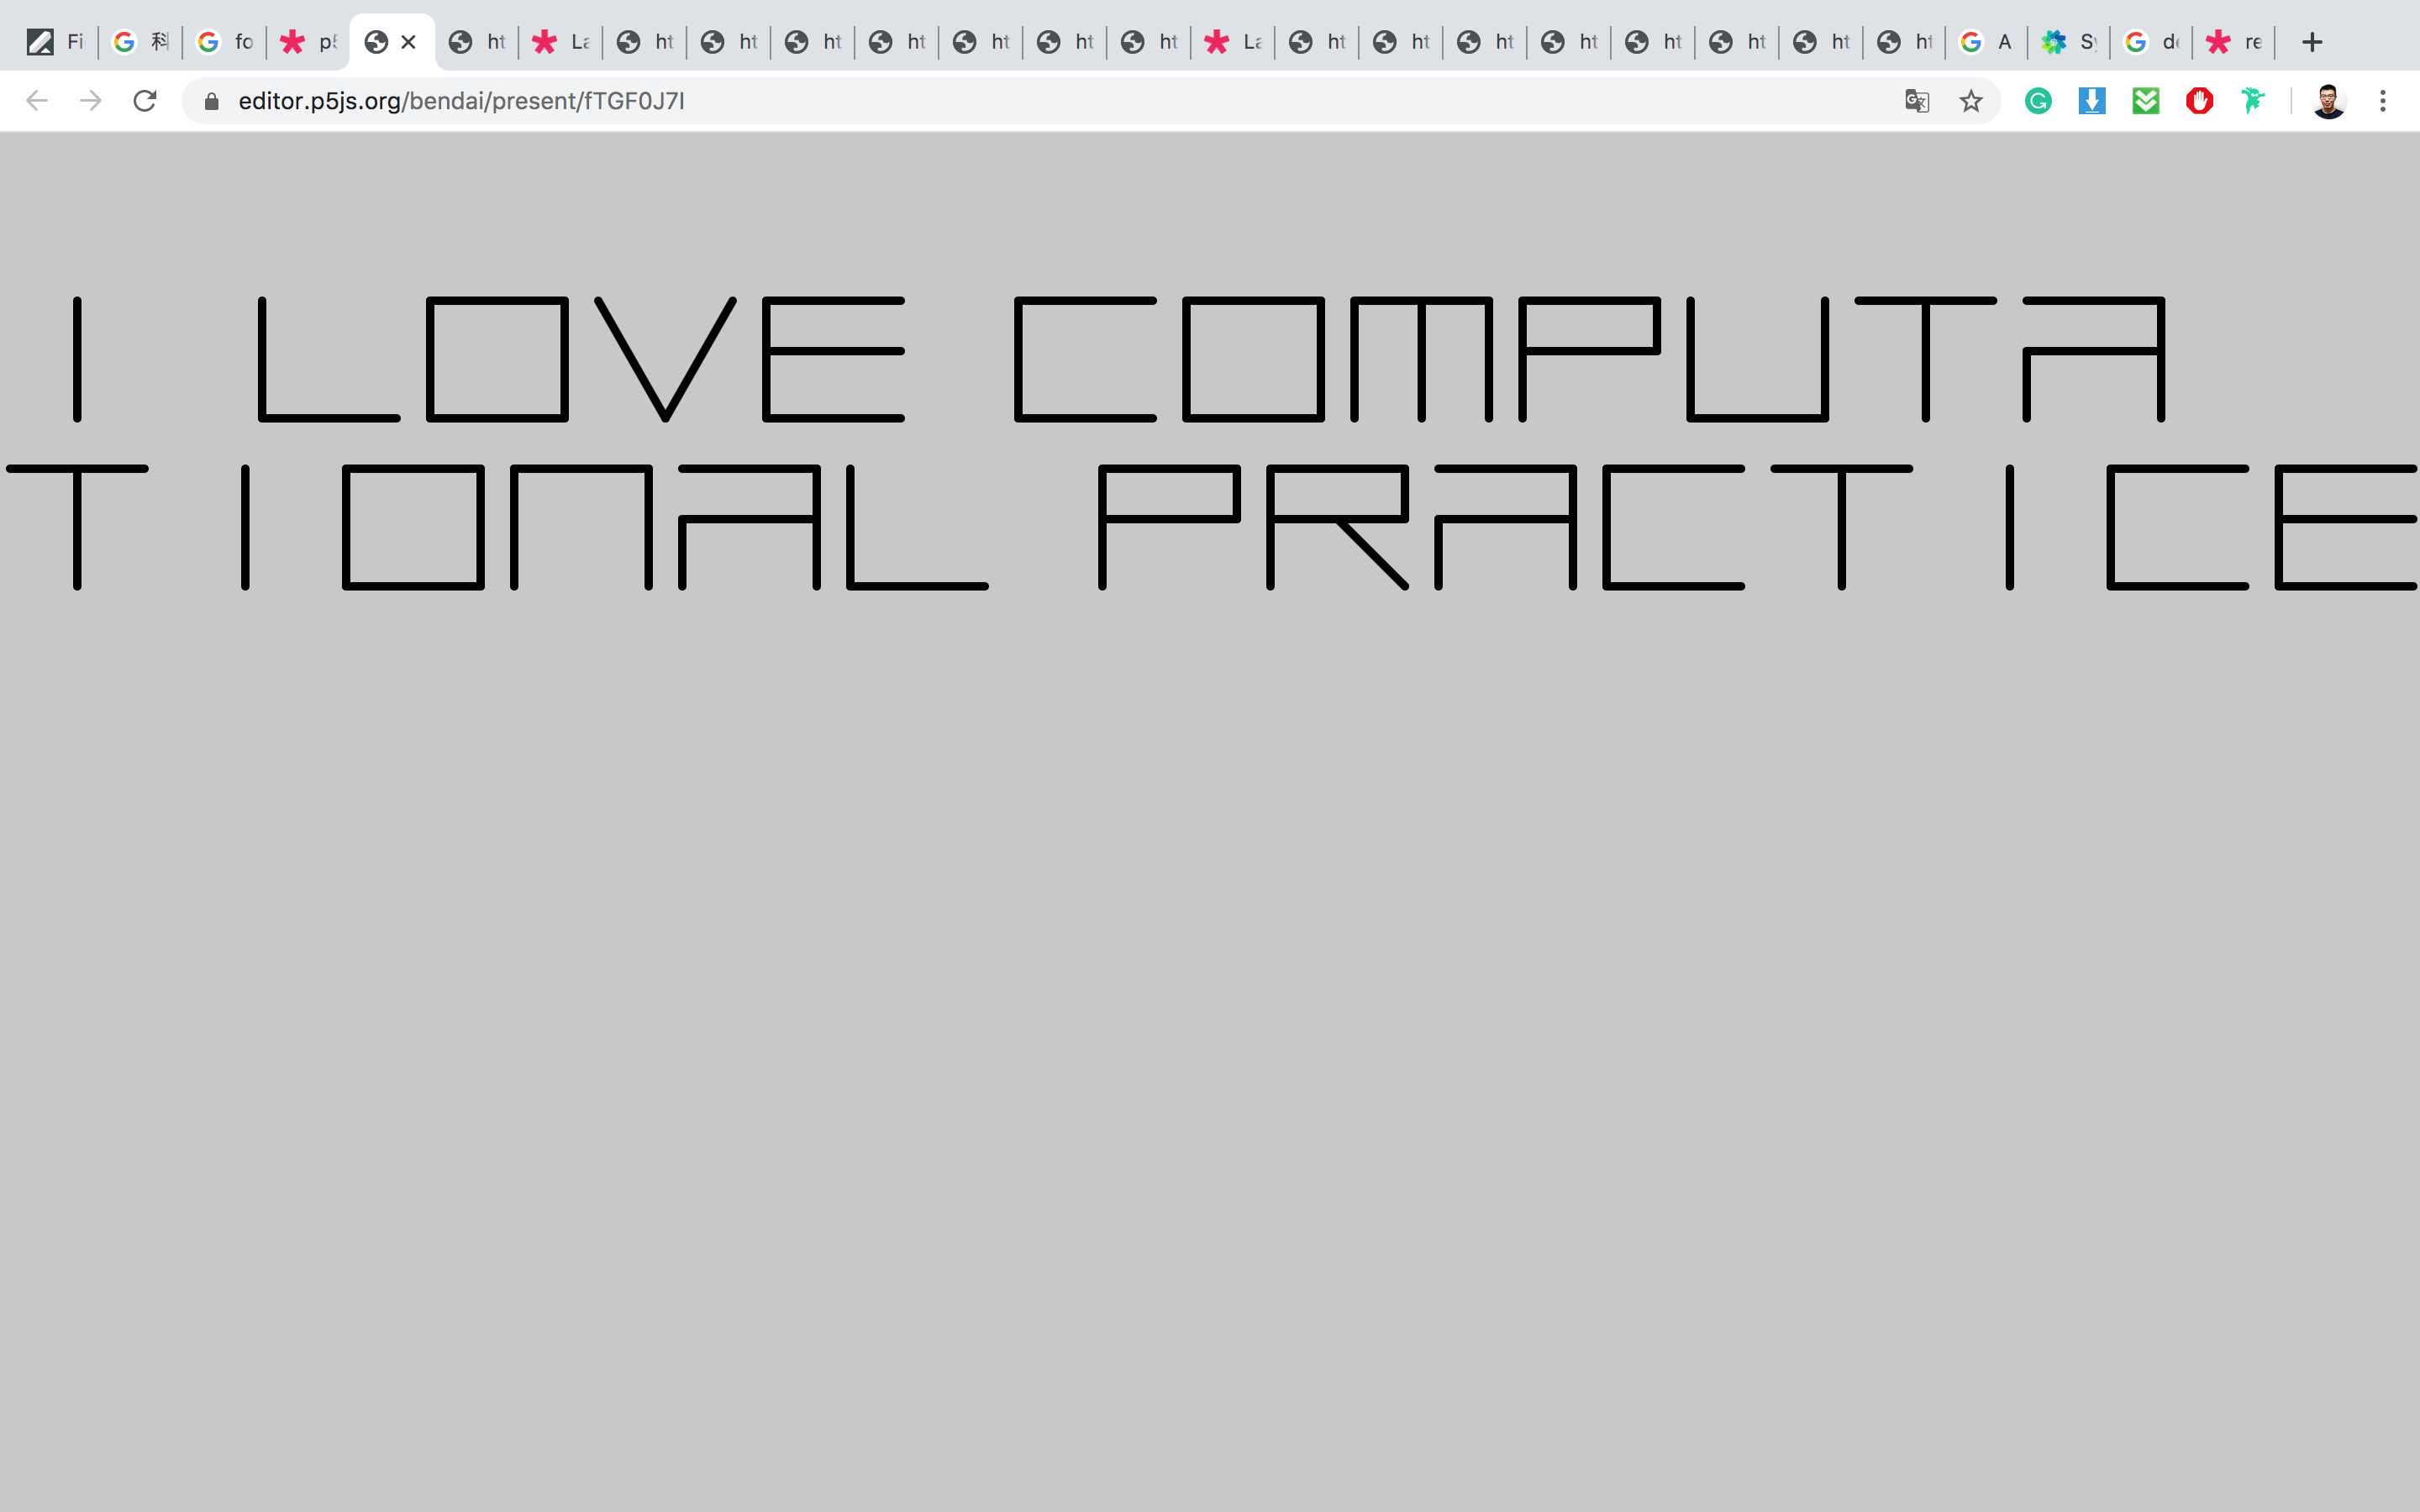 Fi 科 fo p5 ht La ht ht ht ht ht ht ht La ht ht ht ht ht ht ht ht A Sy de re
editor.p5js.org/bendai/present/fTGF0J7I
I LOVE COMPUTA
TIONAL PRACTICE